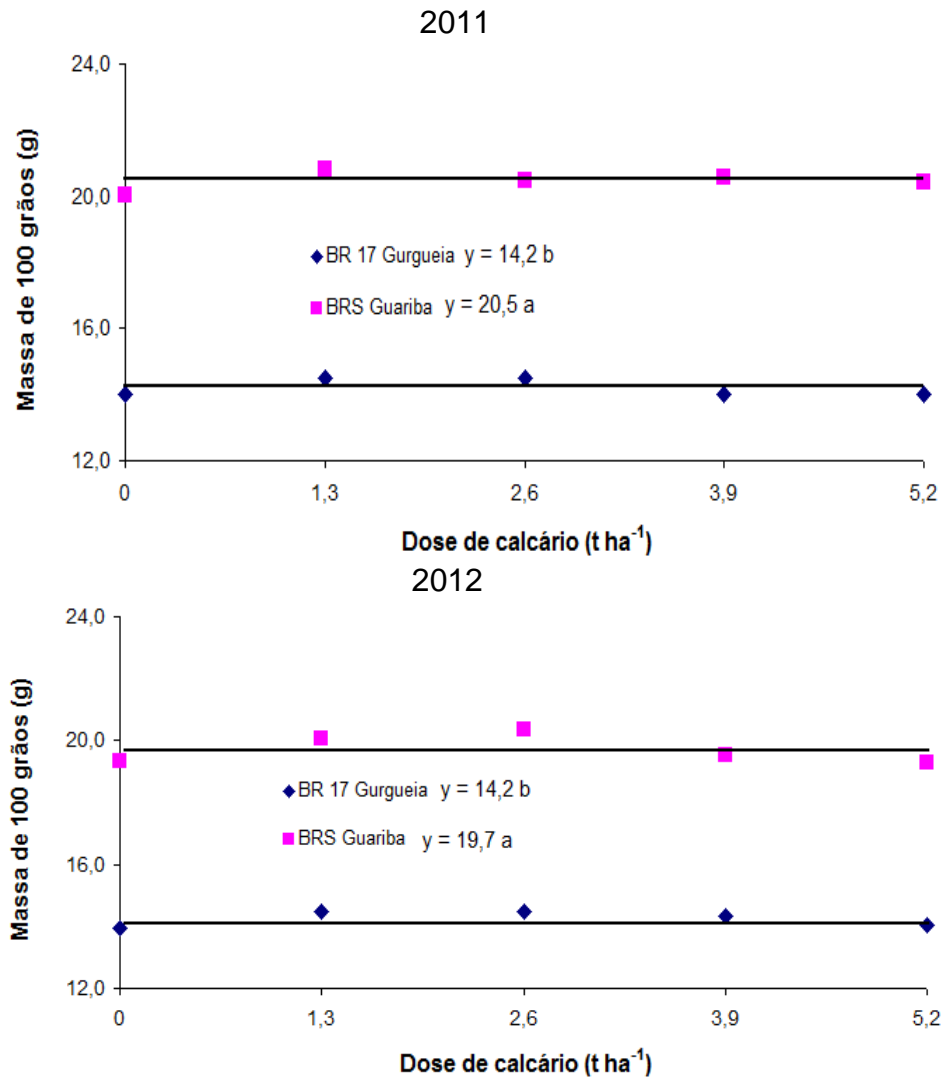 2011
Massa de 100 grãos (g)
24,0
20,0
16,0
12,0
BR 17 Gurgueia y = 14,2 b
BRS Guariba y = 20,5 a
0 1,3 2,6 3,9 5,2
Dose de calcário (t ha⁻¹)
2012
Massa de 100 grãos (g)
24,0
20,0
16,0
12,0
BR 17 Gurgueia y = 14,2 b
BRS Guariba y = 19,7 a
0 1,3 2,6 3,9 5,2
Dose de calcário (t ha⁻¹)